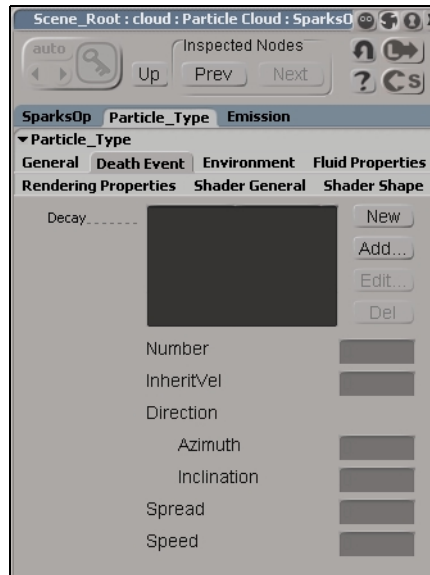 Scene_Root : cloud : Particle Cloud : SparksO
auto
Inspected Nodes
Up Prev Next
? Cs
SparksOp Particle_Type Emission
Particle_Type
General Death Event Environment Fluid Properties
Rendering Properties Shader General Shader Shape
Decay
New
Add...
Edit...
Del
Number
InheritVel
Direction
Azimuth
Inclination
Spread
Speed